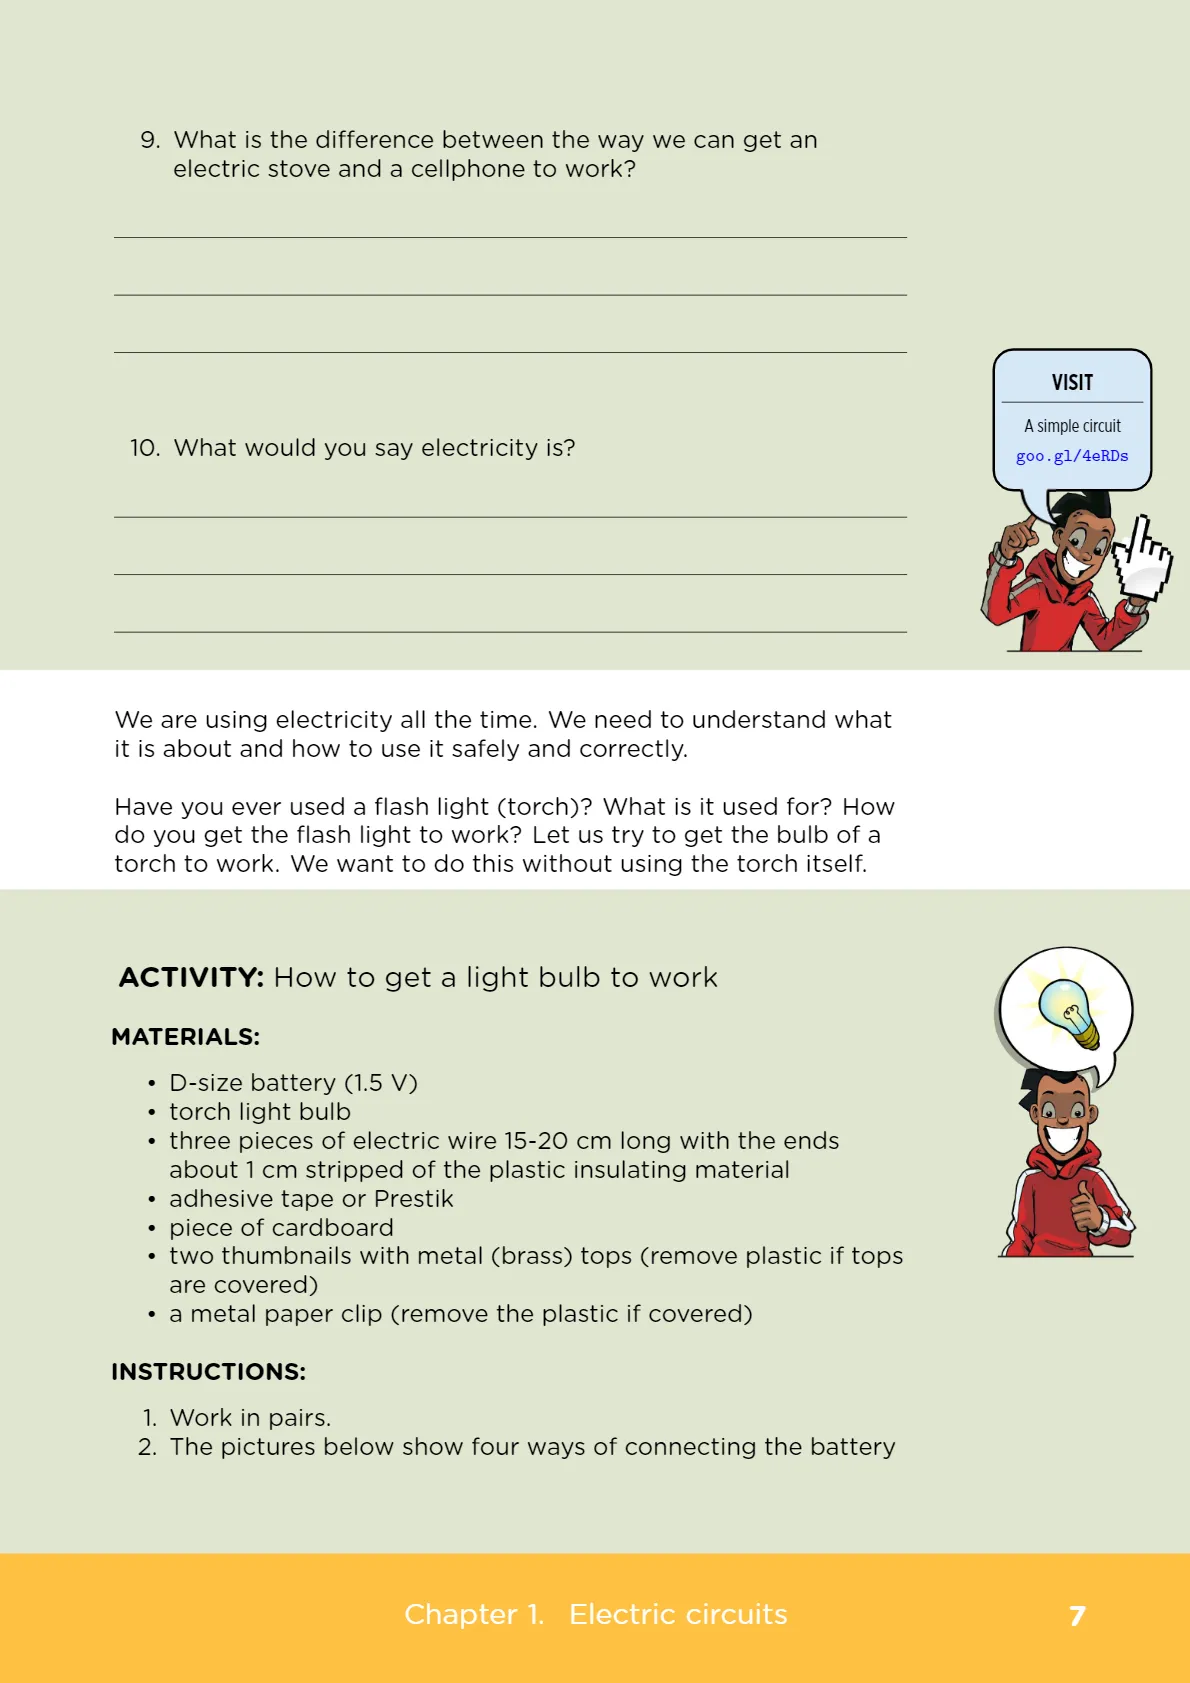 9. What is the difference between the way we can get an
electric stove and a cellphone to work?
VISIT
A simple circuit
goo.gl/4eRDs
10. What would you say electricity is?
We are using electricity all the time. We need to understand what
it is about and how to use it safely and correctly.
Have you ever used a flash light (torch)? What is it used for? How
do you get the flash light to work? Let us try to get the bulb of a
torch to work. We want to do this without using the torch itself.
ACTIVITY: How to get a light bulb to work
MATERIALS:
• D-size battery (1.5 V)
• torch light bulb
• three pieces of electric wire 15-20 cm long with the ends
about 1 cm stripped of the plastic insulating material
• adhesive tape or Prestik
• piece of cardboard
• two thumbnails with metal (brass) tops (remove plastic if tops
are covered)
• a metal paper clip (remove the plastic if covered)
INSTRUCTIONS:
1. Work in pairs.
2. The pictures below show four ways of connecting the battery
Chapter 1. Electric circuits
7